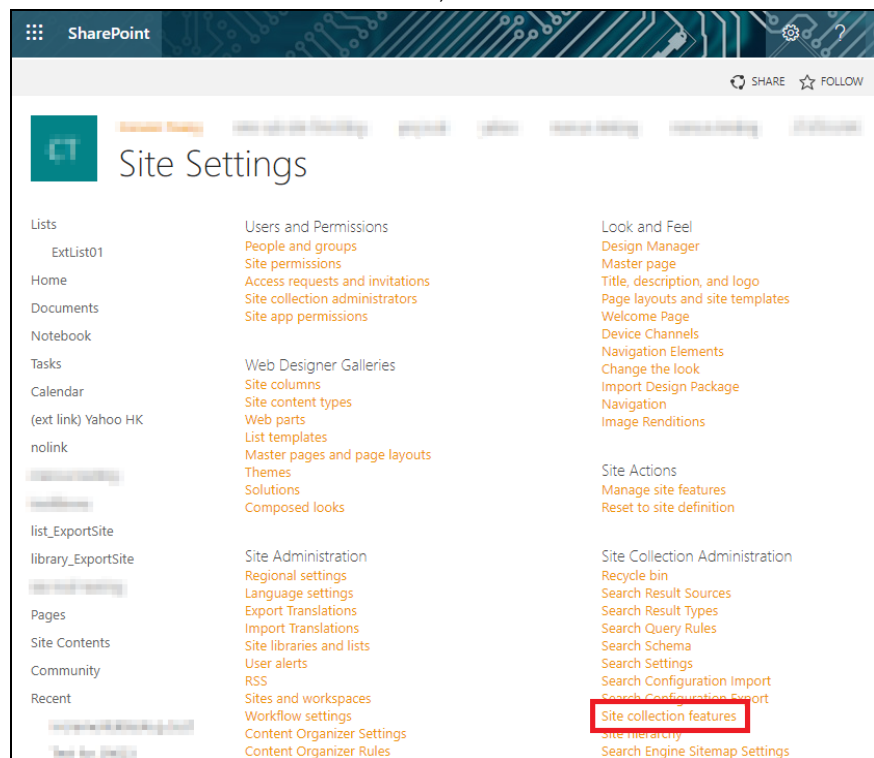 SharePoint
?
SHARE FOLLOW
CT
Site Settings
Lists
ExtList01
Home
Documents
Notebook
Tasks
Calendar
(ext link) Yahoo HK
nolink
list_ExportSite
library_ExportSite
Pages
Site Contents
Community
Recent
Users and Permissions
People and groups
Site permissions
Access requests and invitations
Site collection administrators
Site app permissions
Web Designer Galleries
Site columns
Site content types
Web parts
List templates
Master pages and page layouts
Themes
Solutions
Composed looks
Site Administration
Regional settings
Language settings
Export Translations
Import Translations
Site libraries and lists
User alerts
RSS
Sites and workspaces
Workflow settings
Content Organizer Settings
Content Organizer Rules
Look and Feel
Design Manager
Master page
Title, description, and logo
Page layouts and site templates
Welcome Page
Device Channels
Navigation Elements
Change the look
Import Design Package
Navigation
Image Renditions
Site Actions
Manage site features
Reset to site definition
Site Collection Administration
Recycle bin
Search Result Sources
Search Result Types
Search Query Rules
Search Schema
Search Settings
Search Configuration Import
Search Configuration Export
Site collection features
Site hierarchy
Search Engine Sitemap Settings